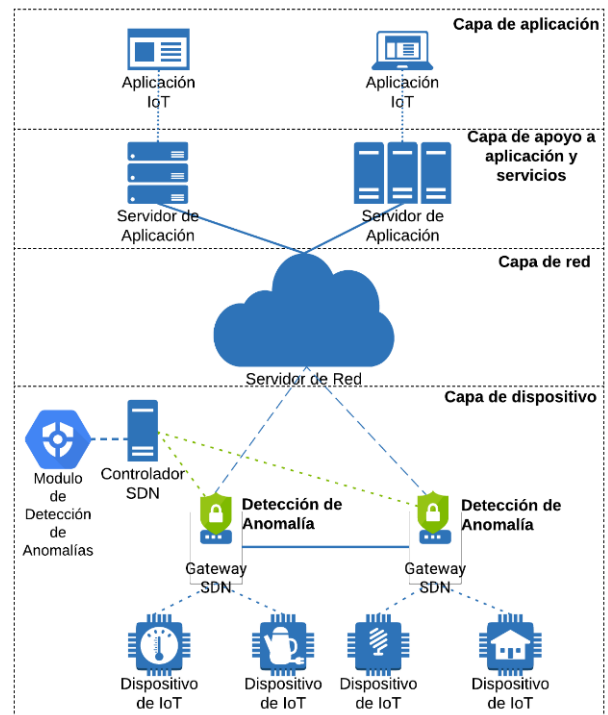 Capa de aplicación
Aplicación
IoT
Aplicación
IoT
Capa de apoyo a
aplicación y
servicios
Servidor de
Aplicación
Servidor de
Aplicación
Capa de red
Servidor de Red
Capa de dispositivo
Modulo
de
Detección
de
Anomalías
Controlador
SDN
Detección de
Anomalía
Detección de
Anomalía
Gateway
SDN
Gateway
SDN
Dispositivo
de IoT
Dispositivo
de IoT
Dispositivo
de IoT
Dispositivo
de IoT